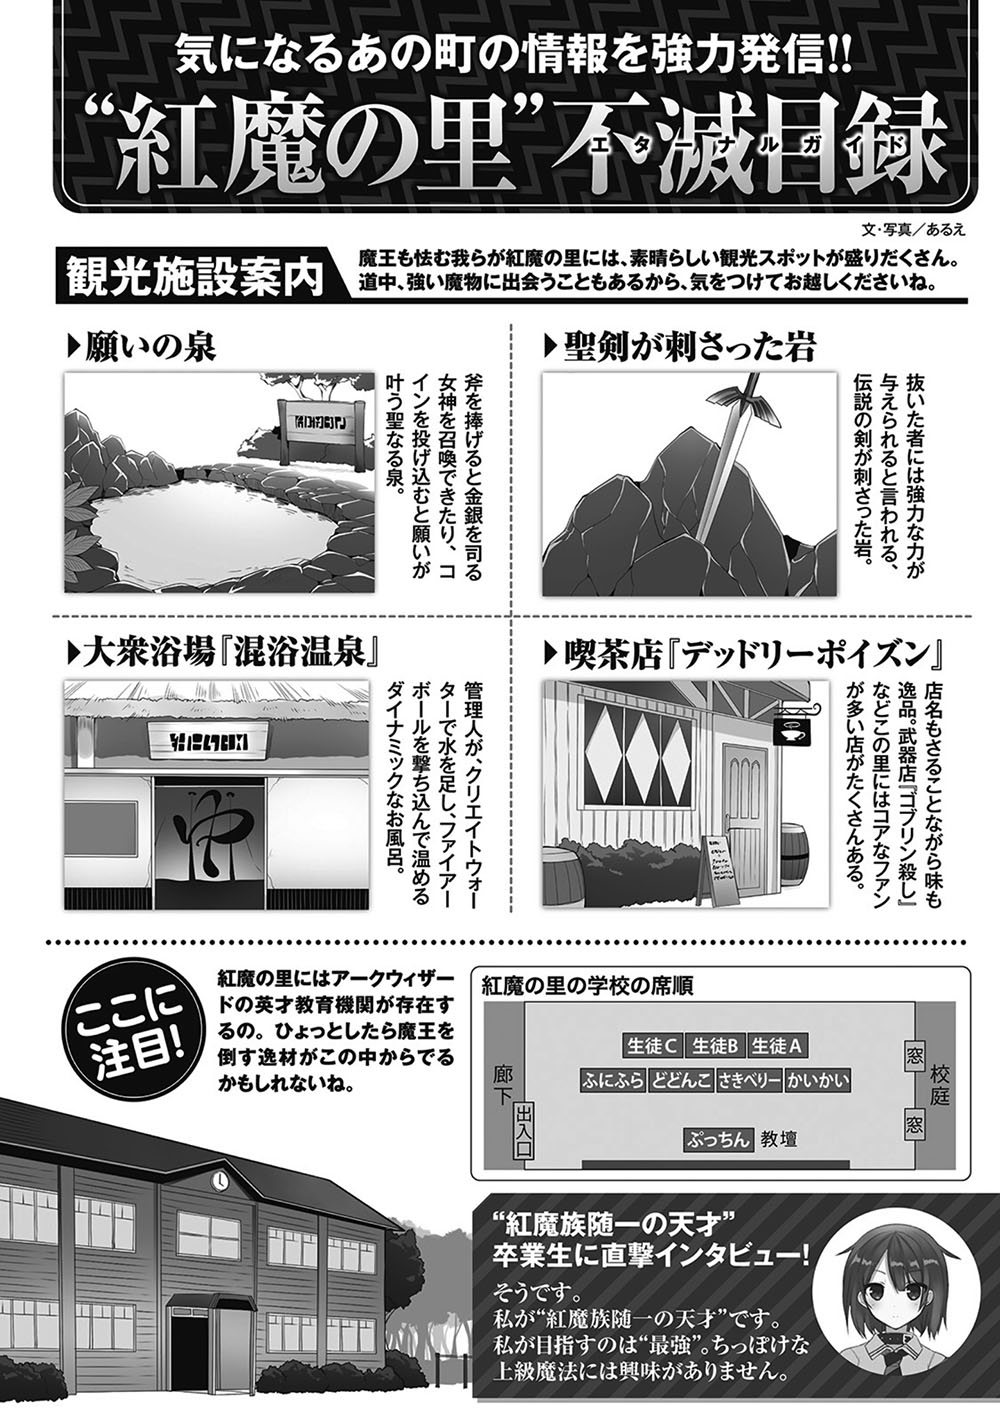 気になるあの町の情報を強力発信!!
“紅魔の里”不滅目録
エターナルガイド
文・写真／あるえ
観光施設案内
魔王も怯む我らが紅魔の里には、素晴らしい観光スポットが盛りだくさん。
道中、強い魔物に出会うこともあるから、気をつけてお越しくださいね。
願いの泉
斧を捧げると金銀を司る
女神を召喚できたり、コ
インを投げ込むと願いが
叶う聖なる泉。
聖剣が刺さった岩
抜いた者には強力な力が
与えられると言われる、
伝説の剣が刺さった岩。
大衆浴場『混浴温泉』
ゆ
管理人が、クリエイトウォー
ターで水を足し、ファイアー
ボールを撃ち込んで温める
ダイナミックなお風呂。
喫茶店『デッドリーポイズン』
店名もさることながら味も
逸品。武器店『ゴブリン殺し』
などこの里にはコアなファン
が多い店がたくさんある。
ここに
注目!
紅魔の里にはアークウィザー
ドの英才教育機関が存在す
るの。ひょっとしたら魔王を
倒す逸材がこの中からでる
かもしれないね。
紅魔の里の学校の席順
生徒C 生徒B 生徒A
ふにふら どどんこ さきベリー かいかい
ぷっちん 教壇
廊下
出入口
窓
窓
校庭
“紅魔族随一の天才”
卒業生に直撃インタビュー!
そうです。
私が“紅魔族随一の天才”です。
私が目指すのは“最強”。ちっぽけな
上級魔法には興味がありません。